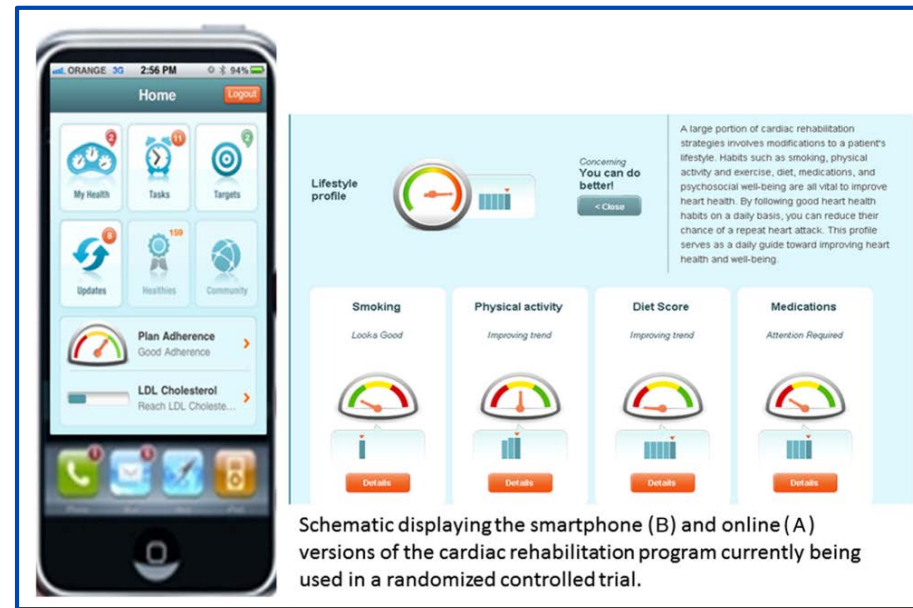 ORANGE 3G 2:56 PM 94%
Home
Logout
2
11
2
My Health
Tasks
Targets
8
159
Updates
Healthies
Community
Plan Adherence
Good Adherence
LDL Cholesterol
Reach LDL Choleste...
Lifestyle
profile
Concerning
You can do
better!
< Close
A large portion of cardiac rehabilitation
strategies involves modifications to a patient's
lifestyle. Habits such as smoking, physical
activity and exercise, diet, medications, and
psychosocial well-being are all vital to improve
heart health. By following good heart health
habits on a daily basis, you can reduce their
chance of a repeat heart attack. This profile
serves as a daily guide toward improving heart
health and well-being.
Smoking
Looks Good
Details
Physical activity
Improving trend
Details
Diet Score
Improving trend
Details
Medications
Attention Required
Details
Schematic displaying the smartphone (B) and online (A)
versions of the cardiac rehabilitation program currently being
used in a randomized controlled trial.